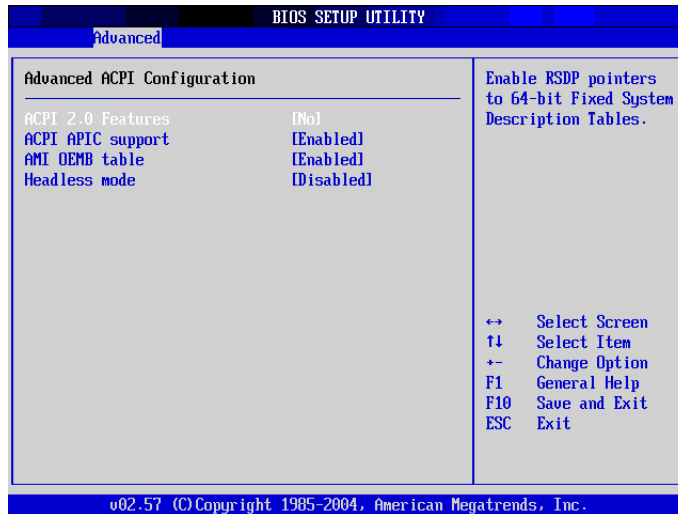 BIOS SETUP UTILITY
Advanced
Advanced ACPI Configuration
ACPI 2.0 Features [No]
ACPI APIC support [Enabled]
AMI OEMB table [Enabled]
Headless mode [Disabled]
Enable RSDP pointers
to 64-bit Fixed System
Description Tables.
↔ Select Screen
↑↓ Select Item
+- Change Option
F1 General Help
F10 Save and Exit
ESC Exit
v02.57 (C)Copyright 1985-2004, American Megatrends, Inc.